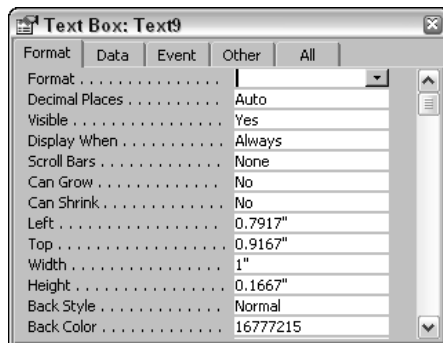 Text Box: Text9
Format Data Event Other All
Format . . . . . . . . . . . . . . .
Decimal Places . . . . . . . . . . Auto
Visible . . . . . . . . . . . . . . . . Yes
Display When . . . . . . . . . . . Always
Scroll Bars . . . . . . . . . . . . . None
Can Grow . . . . . . . . . . . . . No
Can Shrink . . . . . . . . . . . . . No
Left . . . . . . . . . . . . . . . . . 0.7917"
Top . . . . . . . . . . . . . . . . . . 0.9167"
Width . . . . . . . . . . . . . . . . 1"
Height . . . . . . . . . . . . . . . . 0.1667"
Back Style . . . . . . . . . . . . . Normal
Back Color . . . . . . . . . . . . . 16777215